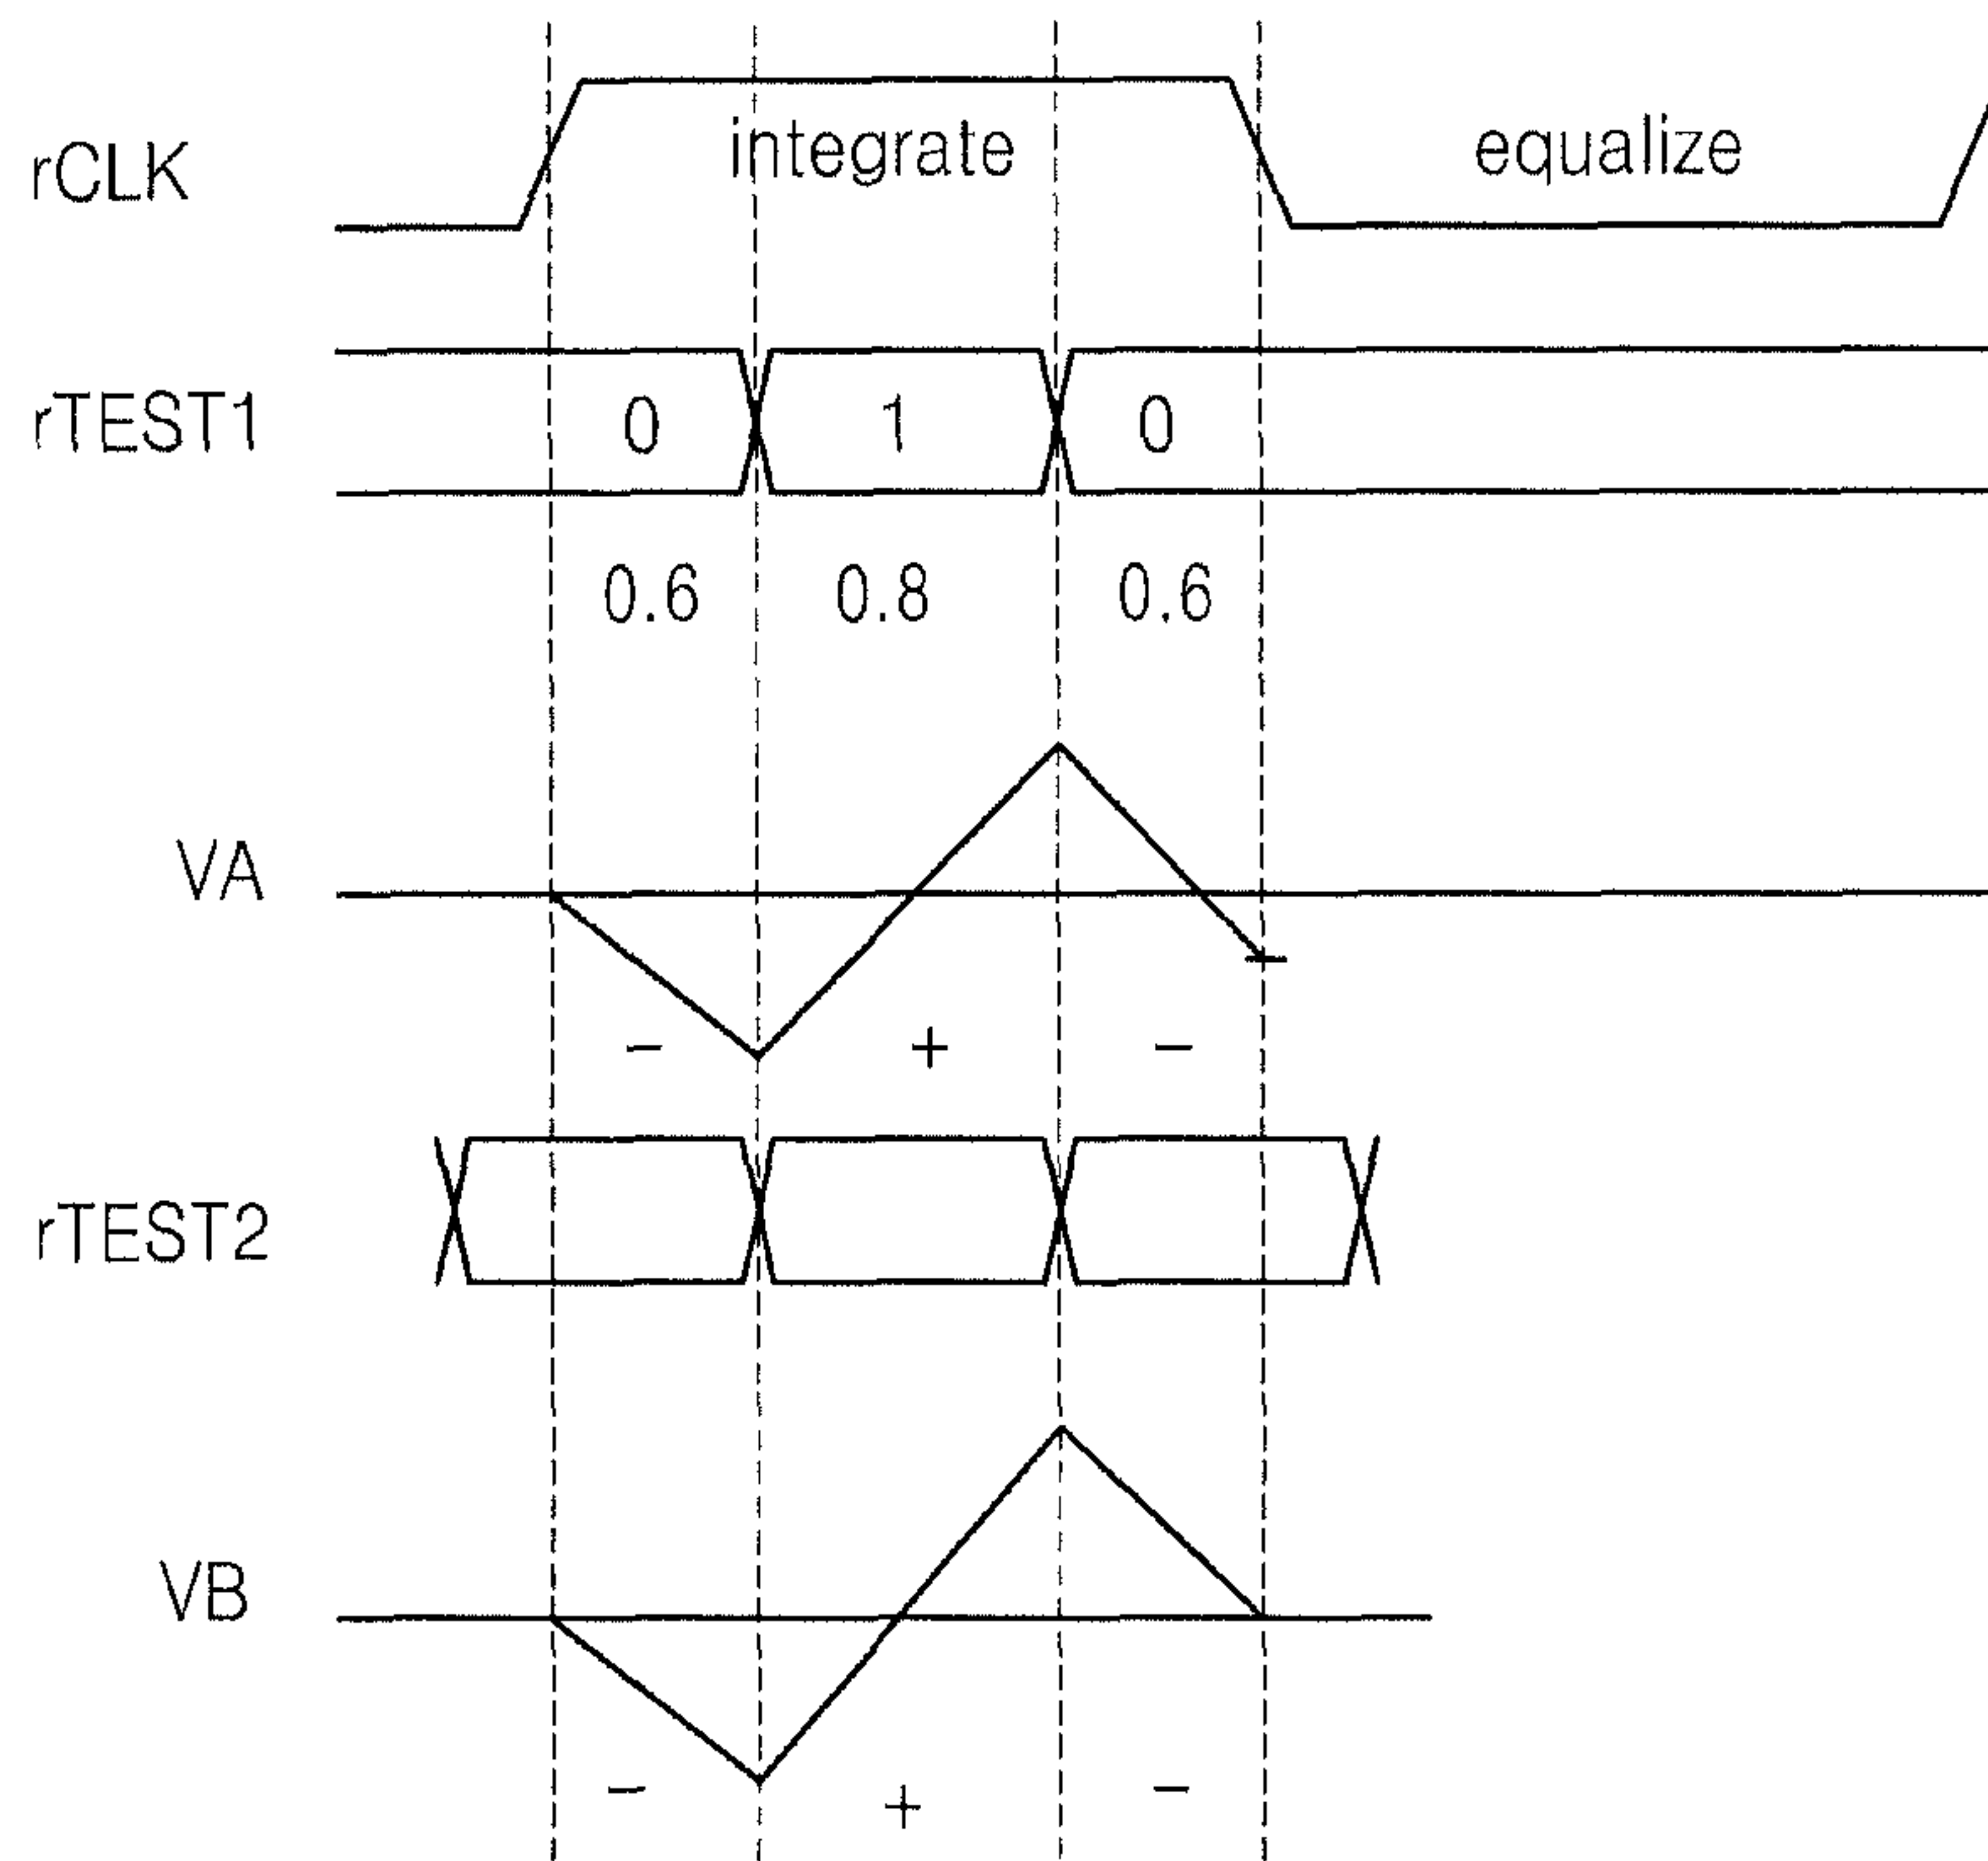 rCLK
integrate
equalize
rTEST1
0 1 0
0.6 0.8 0.6
VA
- + -
rTEST2
VB
- + -